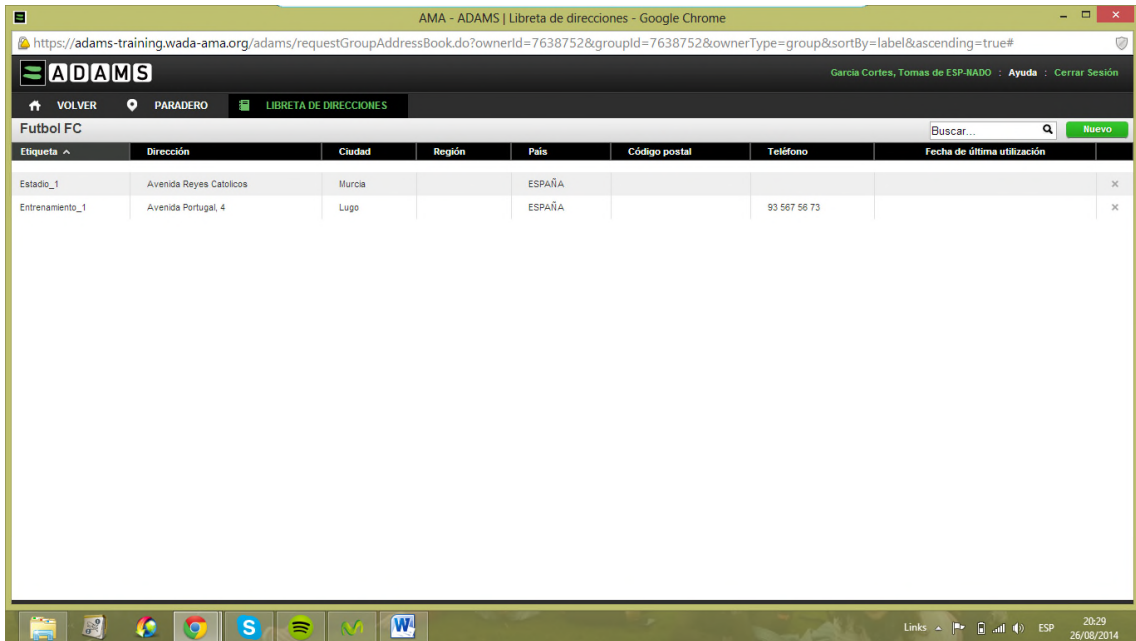 AMA - ADAMS | Libreta de direcciones - Google Chrome
https://adams-training.wada-ama.org/adams/requestGroupAddressBook.do?ownerId=7638752&groupId=7638752&ownerType=group&sortBy=label&ascending=true#
ADAMS
Garcia Cortes, Tomas de ESP-NADO : Ayuda : Cerrar Sesión
VOLVER PARADERO LIBRETA DE DIRECCIONES
Futbol FC Buscar... Nuevo
Etiqueta Dirección Ciudad Región Pais Código postal Teléfono Fecha de última utilización
Estadio_1 Avenida Reyes Catolicos Murcia ESPAÑA
Entrenamiento_1 Avenida Portugal, 4 Lugo ESPAÑA 93 567 56 73
Links ESP 20:29
26/08/2014